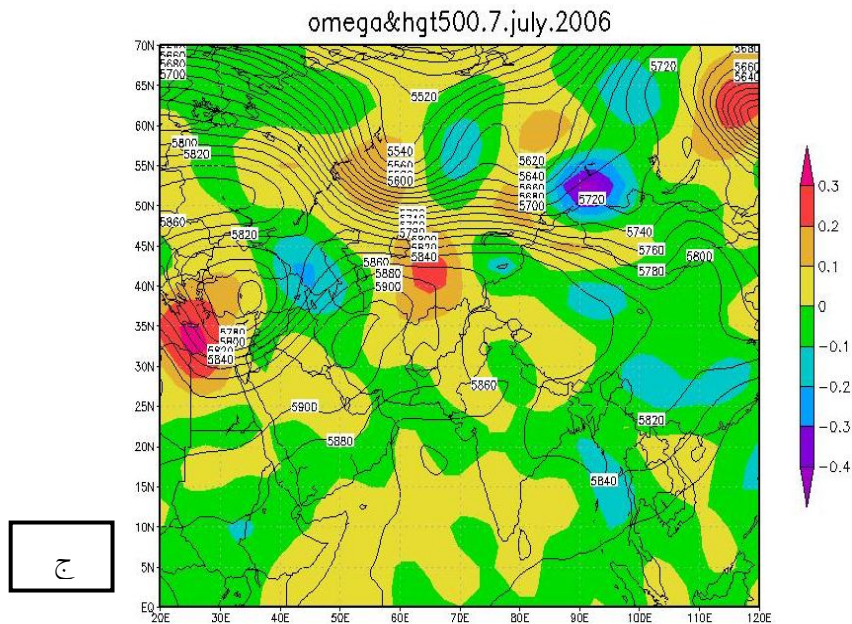 omega&hgt500.7.july.2006
70N
65N
60N
55N
50N
45N
40N
35N
30N
25N
20N
15N
10N
5N
EQ
20E
30E
40E
50E
60E
70E
80E
90E
100E
110E
120E
5660
5680
5700
5520
5720
5680
5660
5640
5800
5820
5540
5560
5600
5620
5640
5660
5680
5700
5720
5860
5820
5820
5840
5740
5760
5780
5800
5860
5880
5900
5780
5800
5820
5840
5860
5900
5880
5820
5840
0.3
0.2
0.1
0
-0.1
-0.2
-0.3
-0.4
ج